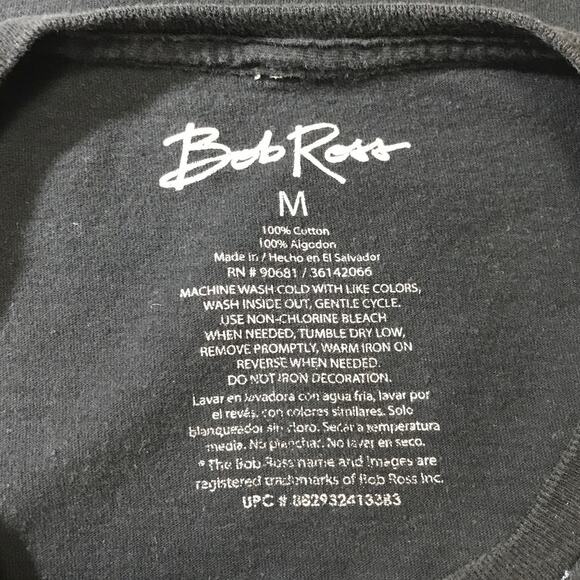 Bob Ross
M
100% Cotton
100% Algodon
Made in / Hecho en El Salvador
RN # 90681 / 36142066
MACHINE WASH COLD WITH LIKE COLORS,
WASH INSIDE OUT, GENTLE CYCLE.
USE NON-CHLORINE BLEACH
WHEN NEEDED, TUMBLE DRY LOW,
REMOVE PROMPTLY, WARM IRON ON
REVERSE WHEN NEEDED.
DO NOT IRON DECORATION.
Lavar en lavadora con agua fria, lavar por
el revés, con colores similares. Solo
blanqueador sin cloro. Secar a temperatura
media. No planchar. No lavar en seco.
* The Bob Ross name and images are
registered trademarks of Bob Ross Inc.
UPC # 882932413383